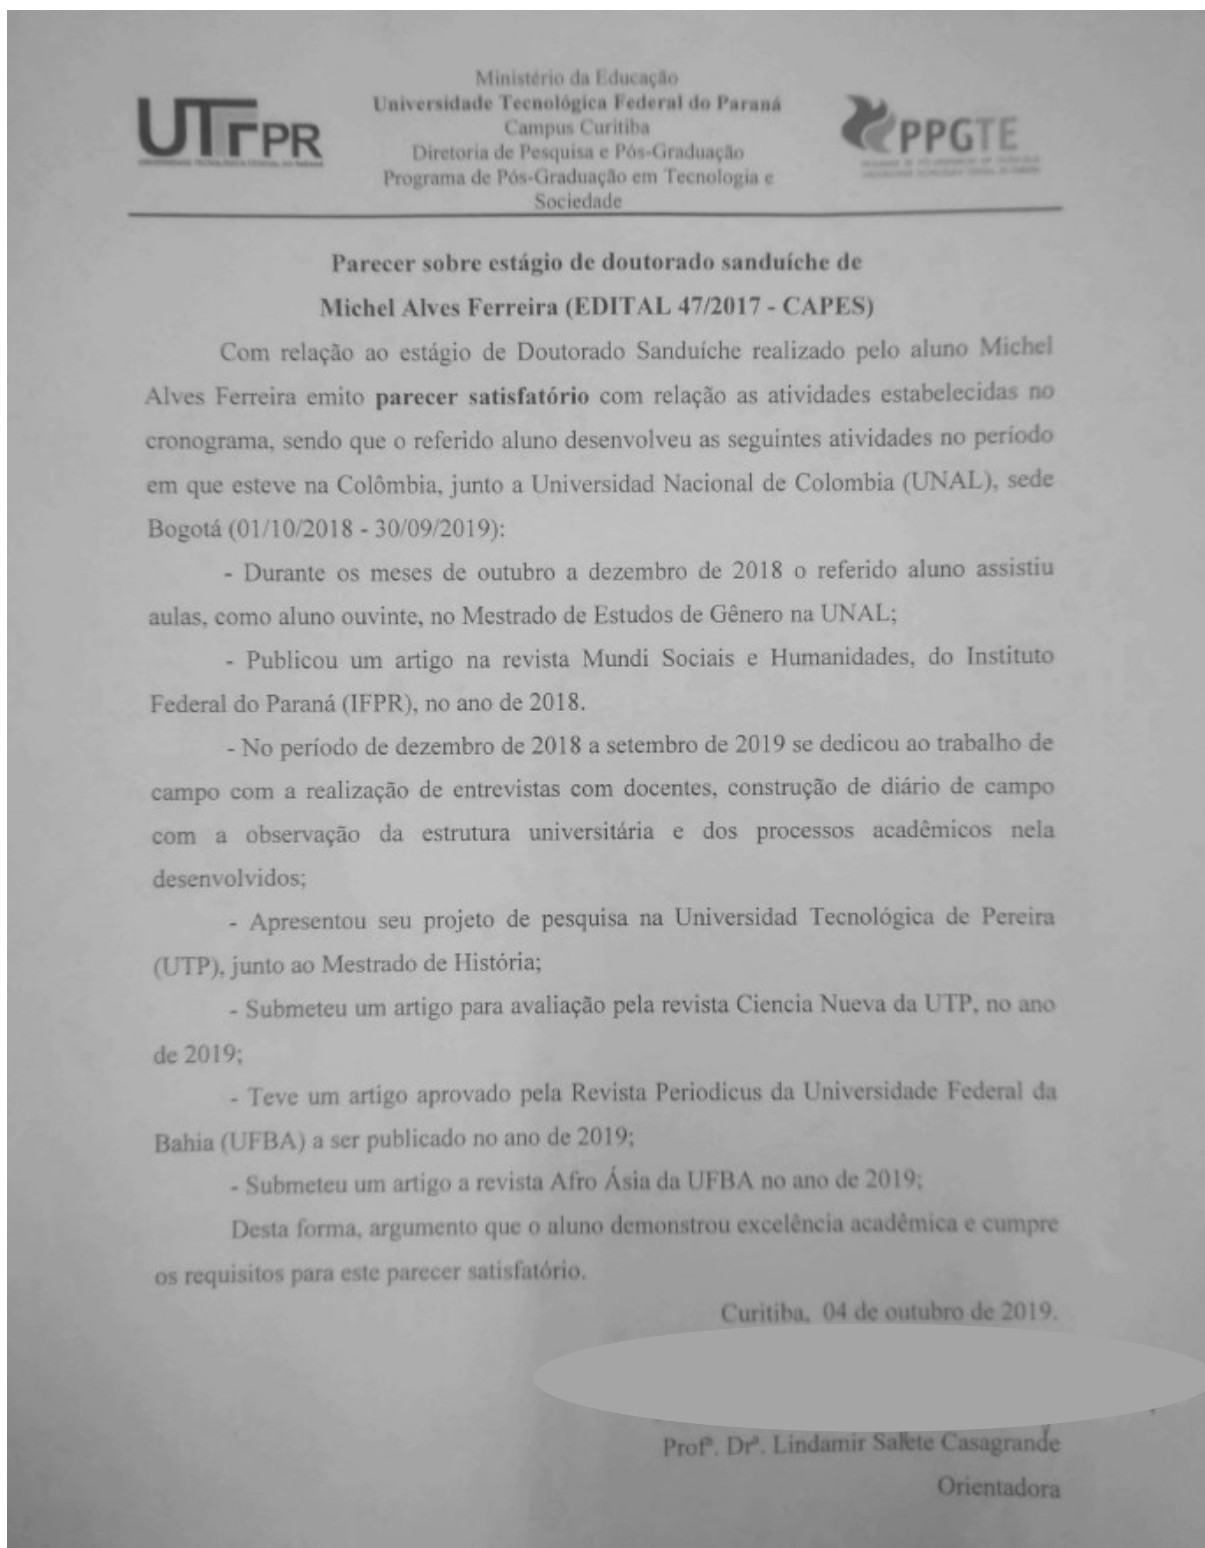 Ministério da Educação
Universidade Tecnológica Federal do Paraná
Campus Curitiba
Diretoria de Pesquisa e Pós-Graduação
Programa de Pós-Graduação em Tecnologia e
Sociedade
UTFPR
PPGTE
Parecer sobre estágio de doutorado sanduíche de
Michel Alves Ferreira (EDITAL 47/2017 - CAPES)
Com relação ao estágio de Doutorado Sanduíche realizado pelo aluno Michel
Alves Ferreira emito parecer satisfatório com relação as atividades estabelecidas no
cronograma, sendo que o referido aluno desenvolveu as seguintes atividades no período
em que esteve na Colômbia, junto a Universidad Nacional de Colombia (UNAL), sede
Bogotá (01/10/2018 - 30/09/2019):
- Durante os meses de outubro a dezembro de 2018 o referido aluno assistiu
aulas, como aluno ouvinte, no Mestrado de Estudos de Gênero na UNAL;
- Publicou um artigo na revista Mundi Sociais e Humanidades, do Instituto
Federal do Paraná (IFPR), no ano de 2018.
- No período de dezembro de 2018 a setembro de 2019 se dedicou ao trabalho de
campo com a realização de entrevistas com docentes, construção de diário de campo
com a observação da estrutura universitária e dos processos acadêmicos nela
desenvolvidos;
- Apresentou seu projeto de pesquisa na Universidad Tecnológica de Pereira
(UTP), junto ao Mestrado de História;
- Submeteu um artigo para avaliação pela revista Ciencia Nueva da UTP, no ano
de 2019;
- Teve um artigo aprovado pela Revista Periodicus da Universidade Federal da
Bahia (UFBA) a ser publicado no ano de 2019;
- Submeteu um artigo a revista Afro Ásia da UFBA no ano de 2019;
Desta forma, argumento que o aluno demonstrou excelência acadêmica e cumpre
os requisitos para este parecer satisfatório.
Curitiba, 04 de outubro de 2019.
Profª. Drª. Lindamir Salete Casagrande
Orientadora